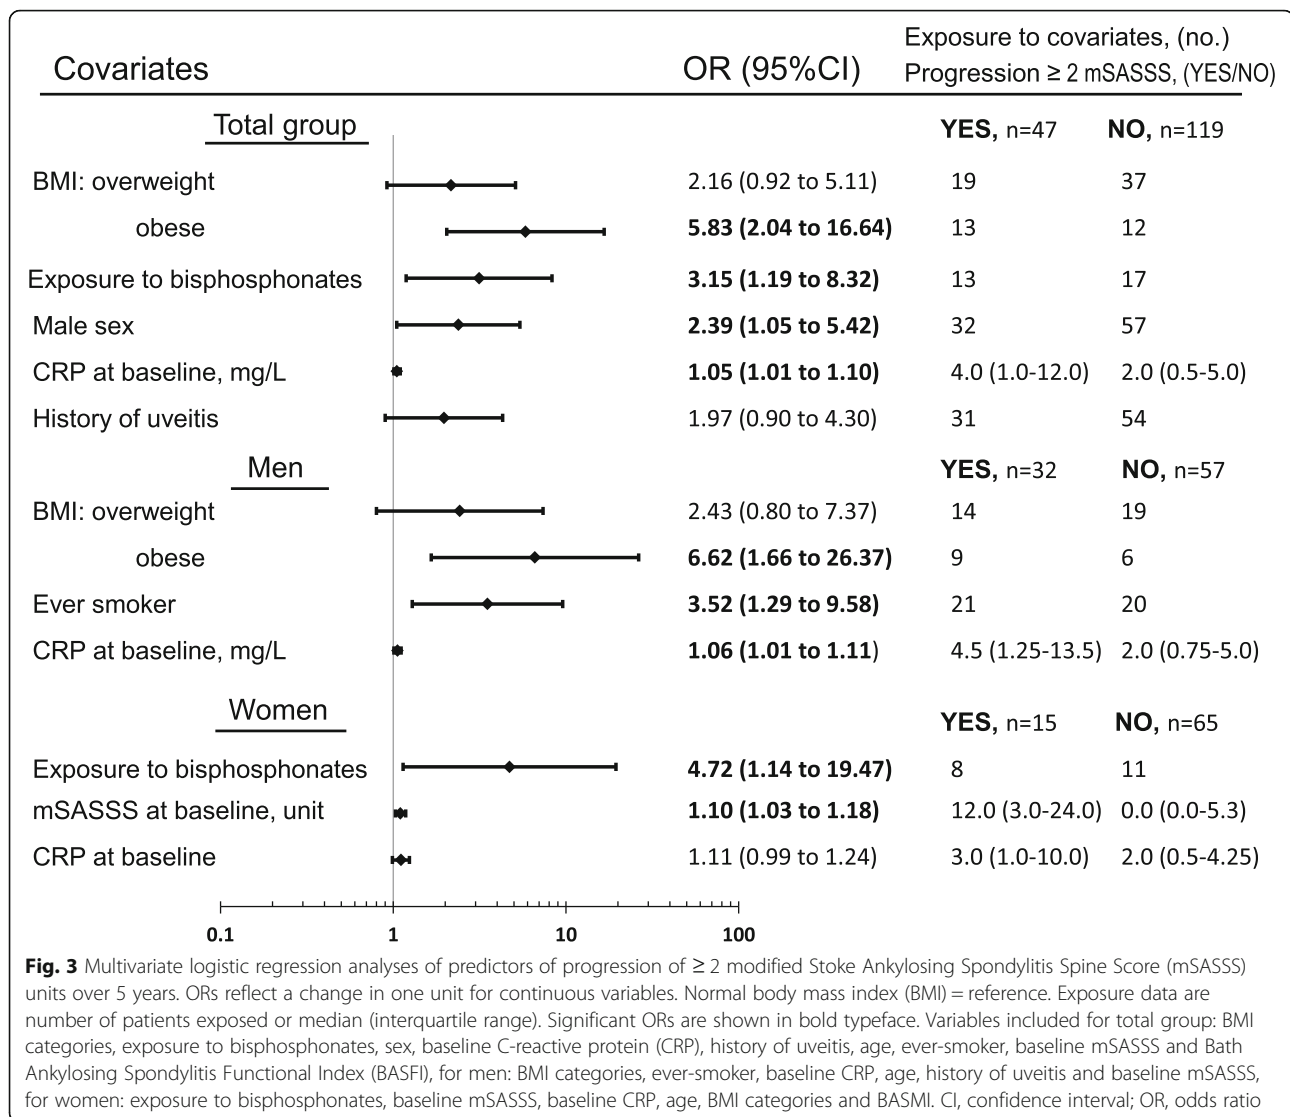 Covariates OR (95%CI) Exposure to covariates, (no.)
Progression ≥ 2 mSASSS, (YES/NO)
Total group YES, n=47 NO, n=119
BMI: overweight 2.16 (0.92 to 5.11) 19 37
obese 5.83 (2.04 to 16.64) 13 12
Exposure to bisphosphonates 3.15 (1.19 to 8.32) 13 17
Male sex 2.39 (1.05 to 5.42) 32 57
CRP at baseline, mg/L 1.05 (1.01 to 1.10) 4.0 (1.0-12.0) 2.0 (0.5-5.0)
History of uveitis 1.97 (0.90 to 4.30) 31 54
Men YES, n=32 NO, n=57
BMI: overweight 2.43 (0.80 to 7.37) 14 19
obese 6.62 (1.66 to 26.37) 9 6
Ever smoker 3.52 (1.29 to 9.58) 21 20
CRP at baseline, mg/L 1.06 (1.01 to 1.11) 4.5 (1.25-13.5) 2.0 (0.75-5.0)
Women YES, n=15 NO, n=65
Exposure to bisphosphonates 4.72 (1.14 to 19.47) 8 11
mSASSS at baseline, unit 1.10 (1.03 to 1.18) 12.0 (3.0-24.0) 0.0 (0.0-5.3)
CRP at baseline 1.11 (0.99 to 1.24) 3.0 (1.0-10.0) 2.0 (0.5-4.25)
0.1 1 10 100
Fig. 3 Multivariate logistic regression analyses of predictors of progression of ≥ 2 modified Stoke Ankylosing Spondylitis Spine Score (mSASSS)
units over 5 years. ORs reflect a change in one unit for continuous variables. Normal body mass index (BMI) = reference. Exposure data are
number of patients exposed or median (interquartile range). Significant ORs are shown in bold typeface. Variables included for total group: BMI
categories, exposure to bisphosphonates, sex, baseline C-reactive protein (CRP), history of uveitis, age, ever-smoker, baseline mSASSS and Bath
Ankylosing Spondylitis Functional Index (BASFI), for men: BMI categories, ever-smoker, baseline CRP, age, history of uveitis and baseline mSASSS,
for women: exposure to bisphosphonates, baseline mSASSS, baseline CRP, age, BMI categories and BASMI. CI, confidence interval; OR, odds ratio